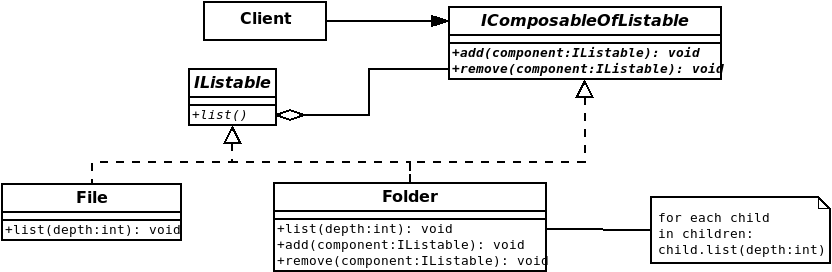 Client
IComposableOfListable
+add(component:IListable): void
+remove(component:IListable): void
IListable
+list()
File
+list(depth:int): void
Folder
+list(depth:int): void
+add(component:IListable): void
+remove(component:IListable): void
for each child
in children:
child.list(depth:int)